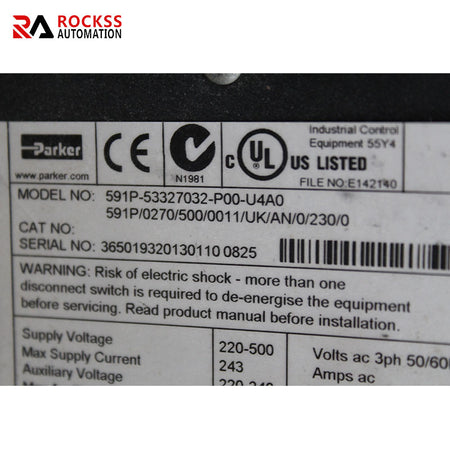 ROCKSS
AUTOMATION
Parker
www.parker.com
N1981
C UL US LISTED
Industrial Control
Equipment 55Y4
FILE NO:E142140
MODEL NO: 591P-53327032-P00-U4A0
591P/0270/500/0011/UK/AN/0/230/0
CAT NO:
SERIAL NO: 365019320130110 0825
WARNING: Risk of electric shock - more than one
disconnect switch is required to de-energise the equipment
before servicing. Read product manual before installation.
Supply Voltage 220-500 Volts ac 3ph 50/60
Max Supply Current 243 Amps ac
Auxiliary Voltage